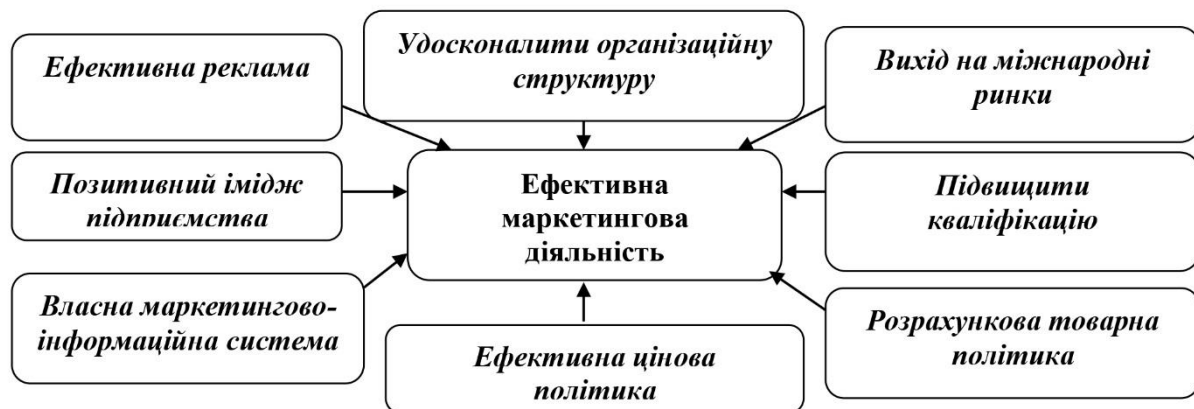 Ефективна реклама
Удосконалити організаційну
структуру
Вихід на міжнародні
ринки
Позитивний імідж
підприємства
Ефективна
маркетингова
діяльність
Підвищити
кваліфікацію
Власна маркетингово-
інформаційна система
Ефективна цінова
політика
Розрахункова товарна
політика